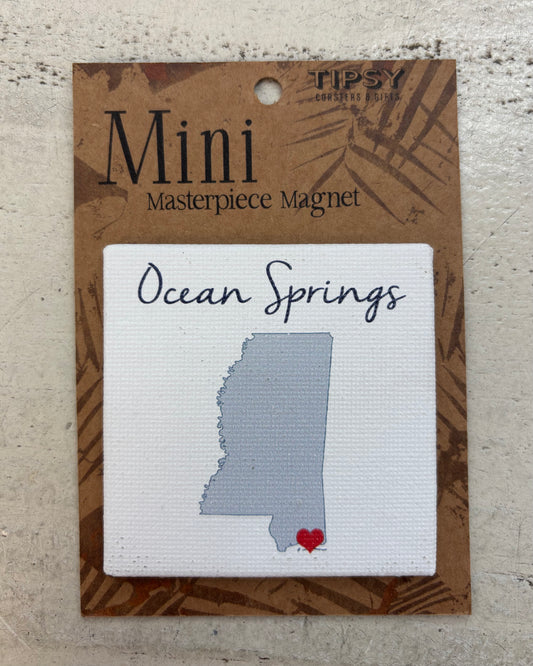 TIPSY
COASTERS & GIFTS
Mini
Masterpiece Magnet
Ocean Springs